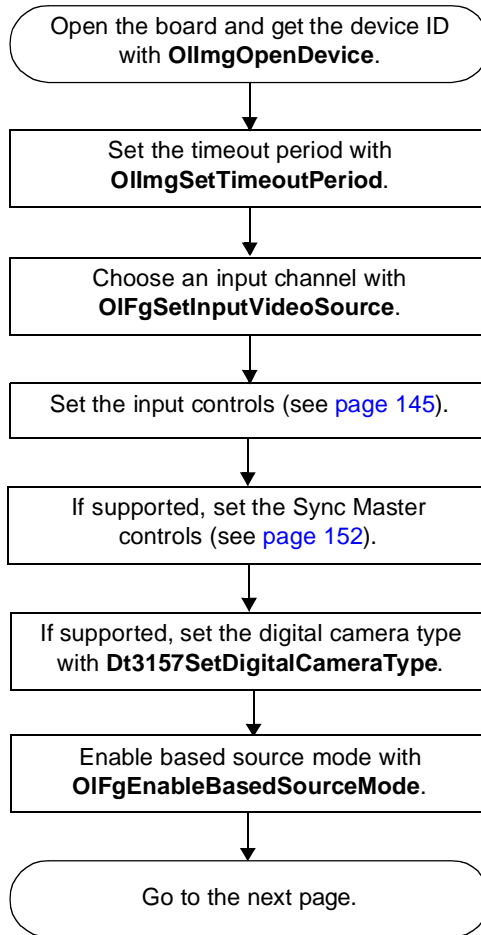 Open the board and get the device ID
with OlImgOpenDevice.
Set the timeout period with
OlImgSetTimeoutPeriod.
Choose an input channel with
OlFgSetInputVideoSource.
Set the input controls (see page 145).
If supported, set the Sync Master
controls (see page 152).
If supported, set the digital camera type
with Dt3157SetDigitalCameraType.
Enable based source mode with
OlFgEnableBasedSourceMode.
Go to the next page.